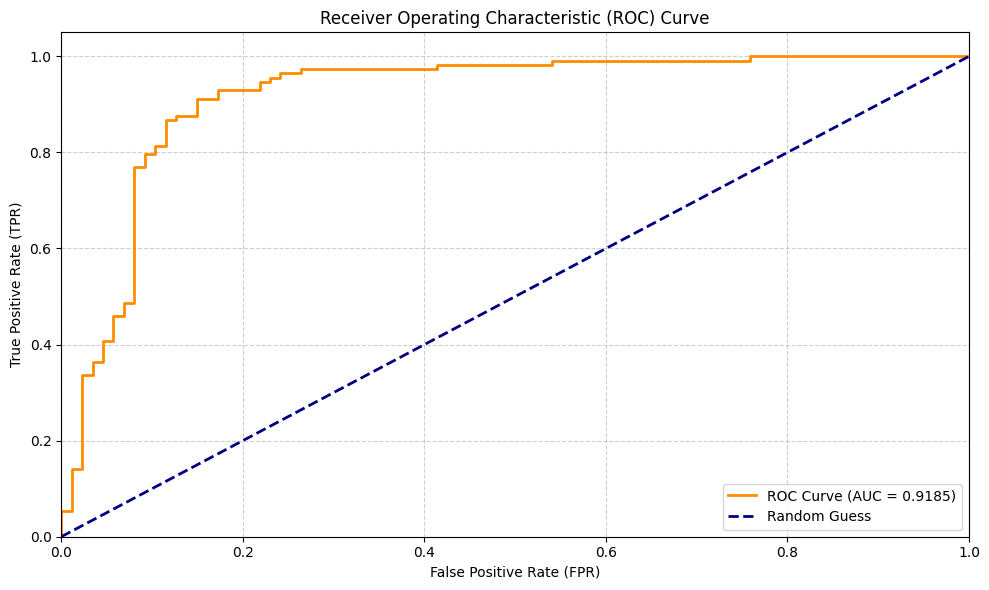 Receiver Operating Characteristic (ROC) Curve
1.0
0.8
0.6
0.4
0.2
0.0
True Positive Rate (TPR)
0.0 0.2 0.4 0.6 0.8 1.0
False Positive Rate (FPR)
ROC Curve (AUC = 0.9185)
Random Guess